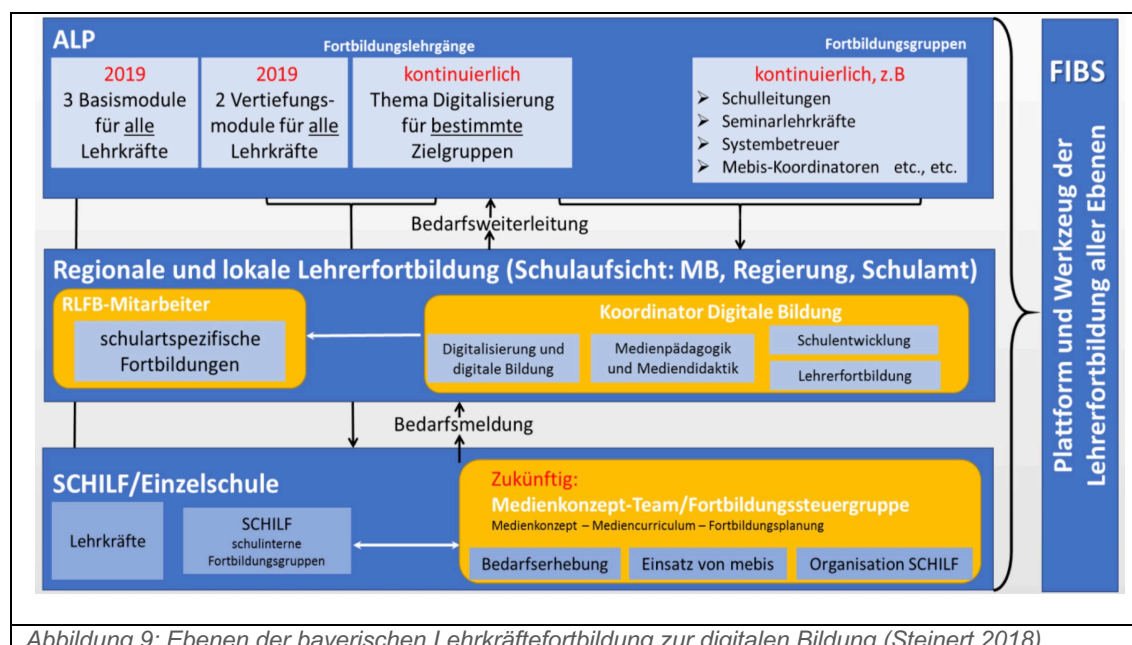 ALP
Fortbildungslehrgänge
Fortbildungsgruppen
2019
3 Basismodule
für alle
Lehrkräfte
2019
2 Vertiefungs-
module für alle
Lehrkräfte
kontinuierlich
Thema Digitalisierung
für bestimmte
Zielgruppen
kontinuierlich, z.B
➢ Schulleitungen
➢ Seminarlehrkräfte
➢ Systembetreuer
➢ Mebis-Koordinatoren etc., etc.
Bedarfsweiterleitung
Regionale und lokale Lehrerfortbildung (Schulaufsicht: MB, Regierung, Schulamt)
RLFB-Mitarbeiter
schulartspezifische
Fortbildungen
Koordinator Digitale Bildung
Digitalisierung und
digitale Bildung
Medienpädagogik
und Mediendidaktik
Schulentwicklung
Lehrerfortbildung
Bedarfsmeldung
SCHILF/Einzelschule
Lehrkräfte
SCHILF
schulinterne
Fortbildungsgruppen
Zukünftig:
Medienkonzept-Team/Fortbildungssteuergruppe
Medienkonzept – Mediencurriculum – Fortbildungsplanung
Bedarfserhebung
Einsatz von mebis
Organisation SCHILF
FIBS
Plattform und Werkzeug der
Lehrerfortbildung aller Ebenen
Abbildung 9: Ebenen der bayerischen Lehrkräftefortbildung zur digitalen Bildung (Steinert 2018)